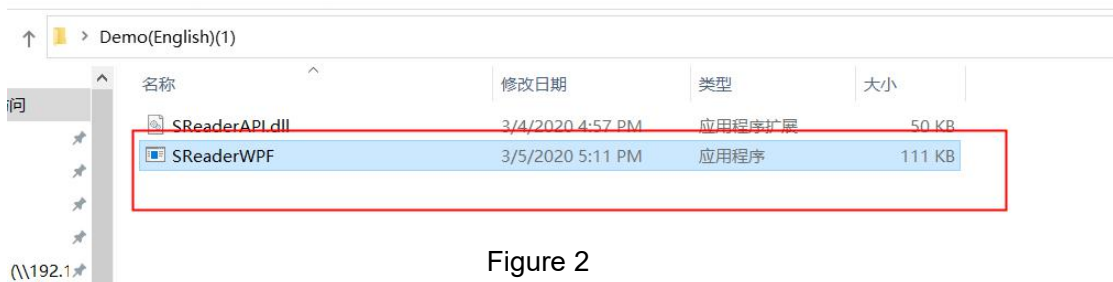 Demo(English)(1)
名称 修改日期 类型 大小
问
SReaderAPI.dll 3/4/2020 4:57 PM 应用程序扩展 50 KB
SReaderWPF 3/5/2020 5:11 PM 应用程序 111 KB
(\\192.1
Figure 2